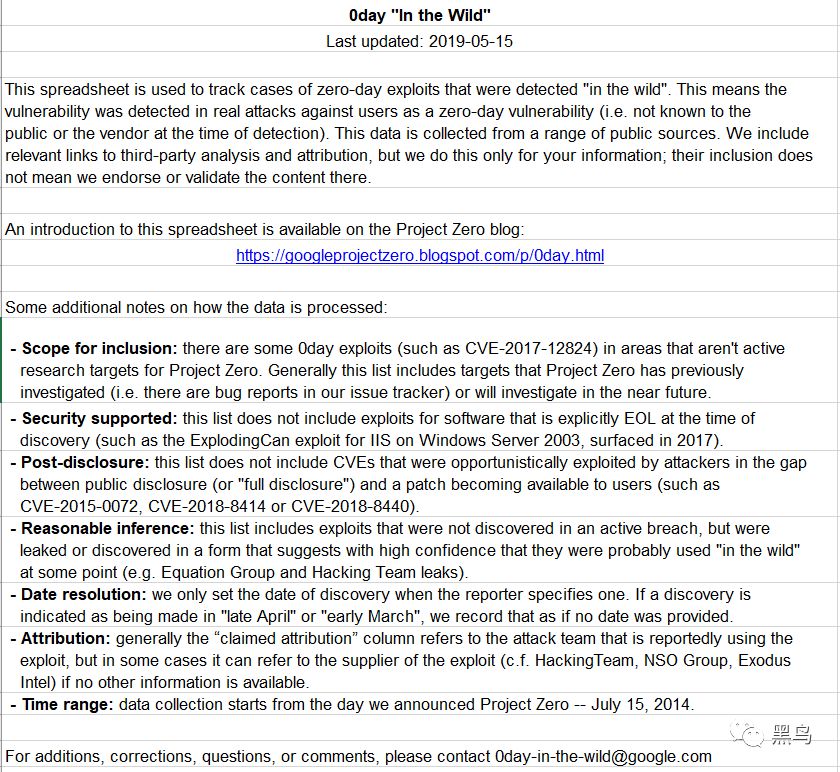 0day "In the Wild"
Last updated: 2019-05-15
This spreadsheet is used to track cases of zero-day exploits that were detected "in the wild". This means the
vulnerability was detected in real attacks against users as a zero-day vulnerability (i.e. not known to the
public or the vendor at the time of detection). This data is collected from a range of public sources. We include
relevant links to third-party analysis and attribution, but we do this only for your information; their inclusion does
not mean we endorse or validate the content there.
An introduction to this spreadsheet is available on the Project Zero blog:
https://googleprojectzero.blogspot.com/p/0day.html
Some additional notes on how the data is processed:
- Scope for inclusion: there are some 0day exploits (such as CVE-2017-12824) in areas that aren't active
research targets for Project Zero. Generally this list includes targets that Project Zero has previously
investigated (i.e. there are bug reports in our issue tracker) or will investigate in the near future.
- Security supported: this list does not include exploits for software that is explicitly EOL at the time of
discovery (such as the ExplodingCan exploit for IIS on Windows Server 2003, surfaced in 2017).
- Post-disclosure: this list does not include CVEs that were opportunistically exploited by attackers in the gap
between public disclosure (or "full disclosure") and a patch becoming available to users (such as
CVE-2015-0072, CVE-2018-8414 or CVE-2018-8440).
- Reasonable inference: this list includes exploits that were not discovered in an active breach, but were
leaked or discovered in a form that suggests with high confidence that they were probably used "in the wild"
at some point (e.g. Equation Group and Hacking Team leaks).
- Date resolution: we only set the date of discovery when the reporter specifies one. If a discovery is
indicated as being made in "late April" or "early March", we record that as if no date was provided.
- Attribution: generally the “claimed attribution” column refers to the attack team that is reportedly using the
exploit, but in some cases it can refer to the supplier of the exploit (c.f. HackingTeam, NSO Group, Exodus
Intel) if no other information is available.
- Time range: data collection starts from the day we announced Project Zero -- July 15, 2014.
黑鸟
For additions, corrections, questions, or comments, please contact 0day-in-the-wild@google.com